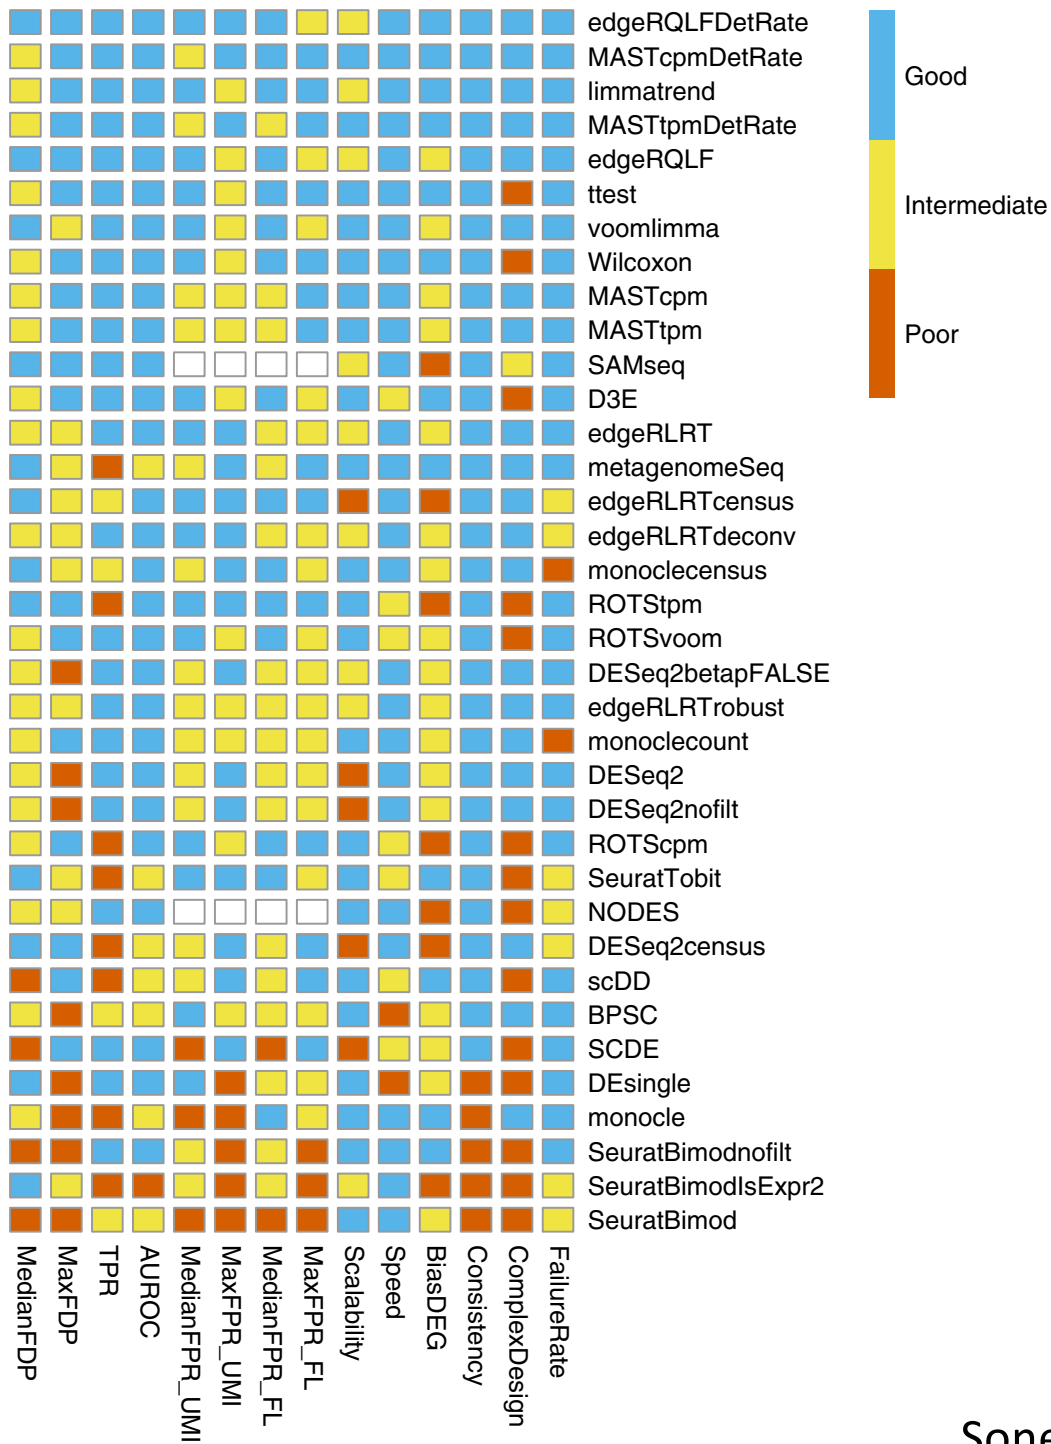 edgeRQLFDetRate
MASTcpmDetRate
limmatrend
MASTtpmDetRate
edgeRQLF
ttest
voomlimma
Wilcoxon
MASTcpm
MASTtpm
SAMseq
D3E
edgeRLRT
metagenomeSeq
edgeRLRTcensus
edgeRLRTdeconv
monoclecensus
ROTStpm
ROTSvoom
DESeq2betapFALSE
edgeRLRTrobust
monoclecount
DESeq2
DESeq2nofilt
ROTScpm
SeuratTobit
NODES
DESeq2census
scDD
BPSC
SCDE
DEsingle
monocle
SeuratBimodnofilt
SeuratBimodIsExpr2
SeuratBimod
Good
Intermediate
Poor
MedianFDP
MaxFDP
TPR
AUROC
MedianFPR_UMI
MaxFPR_UMI
MedianFPR_FL
MaxFPR_FL
Scalability
Speed
BiasDEG
Consistency
ComplexDesign
FailureRate